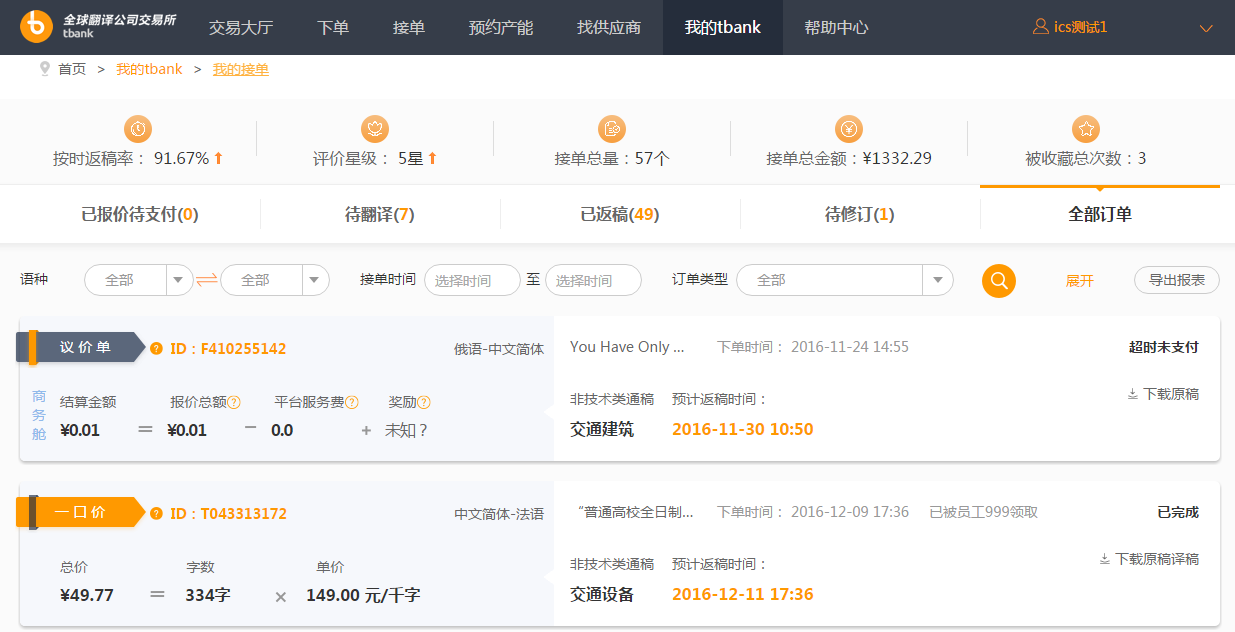 全球翻译公司交易所
tbank
交易大厅 下单 接单 预约产能 找供应商 我的tbank 帮助中心 ics测试1
首页 > 我的tbank > 我的接单
按时返稿率： 91.67% 评价星级： 5星 接单总量：57个 接单总金额：¥1332.29 被收藏总次数：3
已报价待支付(0) 待翻译(7) 已返稿(49) 待修订(1) 全部订单
语种 全部 全部 接单时间 选择时间 至 选择时间 订单类型 全部 展开 导出报表
议价单 ? ID：F410255142 俄语-中文简体 You Have Only ... 下单时间： 2016-11-24 14:55 超时未支付
商务舱 结算金额 报价总额? 平台服务费? 奖励? 非技术类通稿 预计返稿时间： 下载原稿
¥0.01 = ¥0.01 − 0.0 + 未知？ 交通建筑 2016-11-30 10:50
一口价 ? ID：T043313172 中文简体-法语 “普通高校全日制... 下单时间： 2016-12-09 17:36 已被员工999领取 已完成
总价 字数 单价 非技术类通稿 预计返稿时间： 下载原稿译稿
¥49.77 = 334字 × 149.00 元/千字 交通设备 2016-12-11 17:36